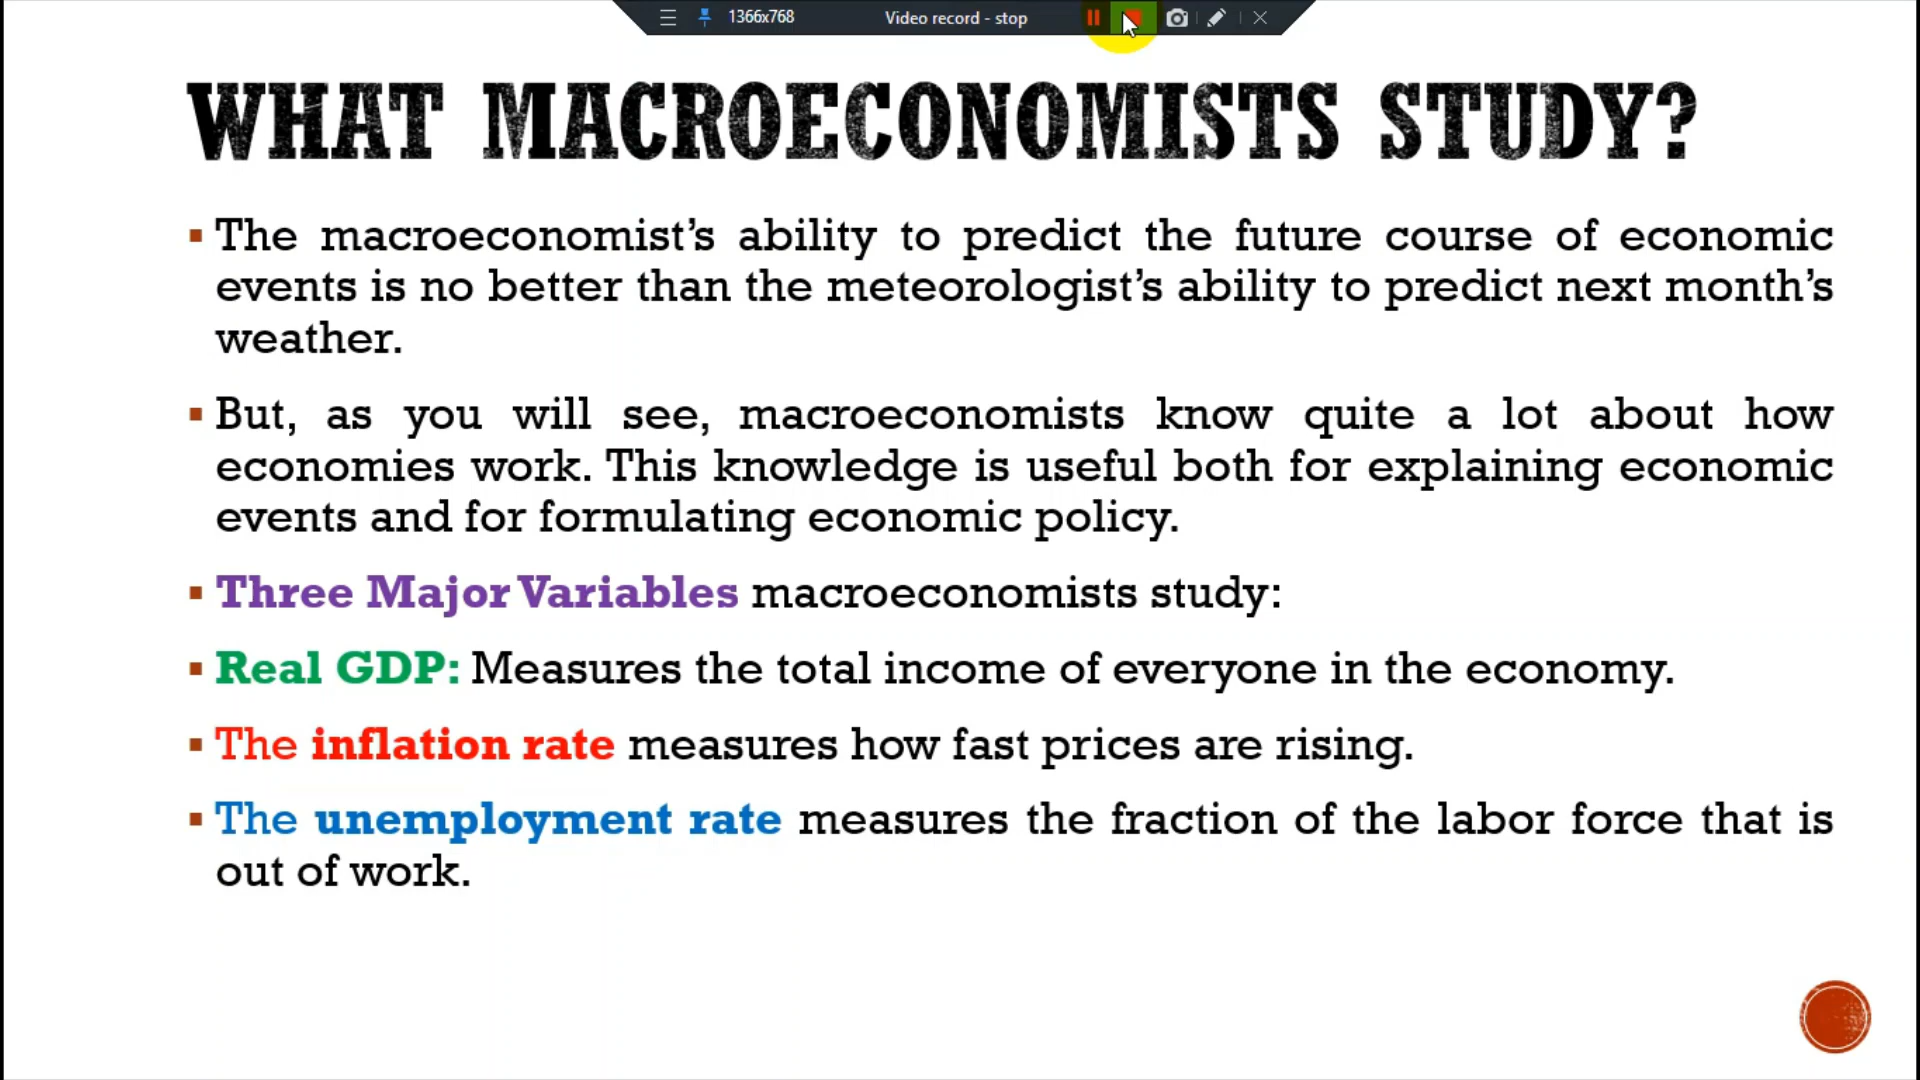 1366x768 Video record - stop
WHAT MACROECONOMISTS STUDY?
▪ The macroeconomist’s ability to predict the future course of economic
events is no better than the meteorologist’s ability to predict next month’s
weather.
▪ But, as you will see, macroeconomists know quite a lot about how
economies work. This knowledge is useful both for explaining economic
events and for formulating economic policy.
▪ Three Major Variables macroeconomists study:
▪ Real GDP: Measures the total income of everyone in the economy.
▪ The inflation rate measures how fast prices are rising.
▪ The unemployment rate measures the fraction of the labor force that is
out of work.